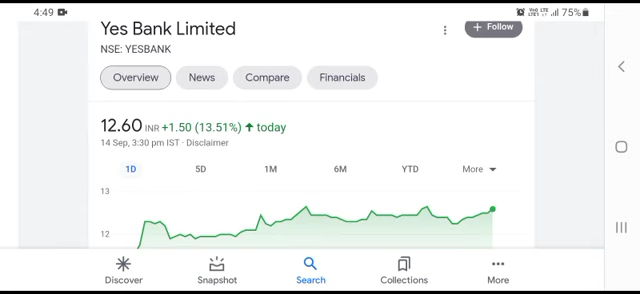 4:49 75%
Yes Bank Limited
+ Follow
NSE: YESBANK
Overview News Compare Financials
12.60 INR +1.50 (13.51%) ↑ today
14 Sep, 3:30 pm IST · Disclaimer
1D 5D 1M 6M YTD More
13
12
Discover Snapshot Search Collections More